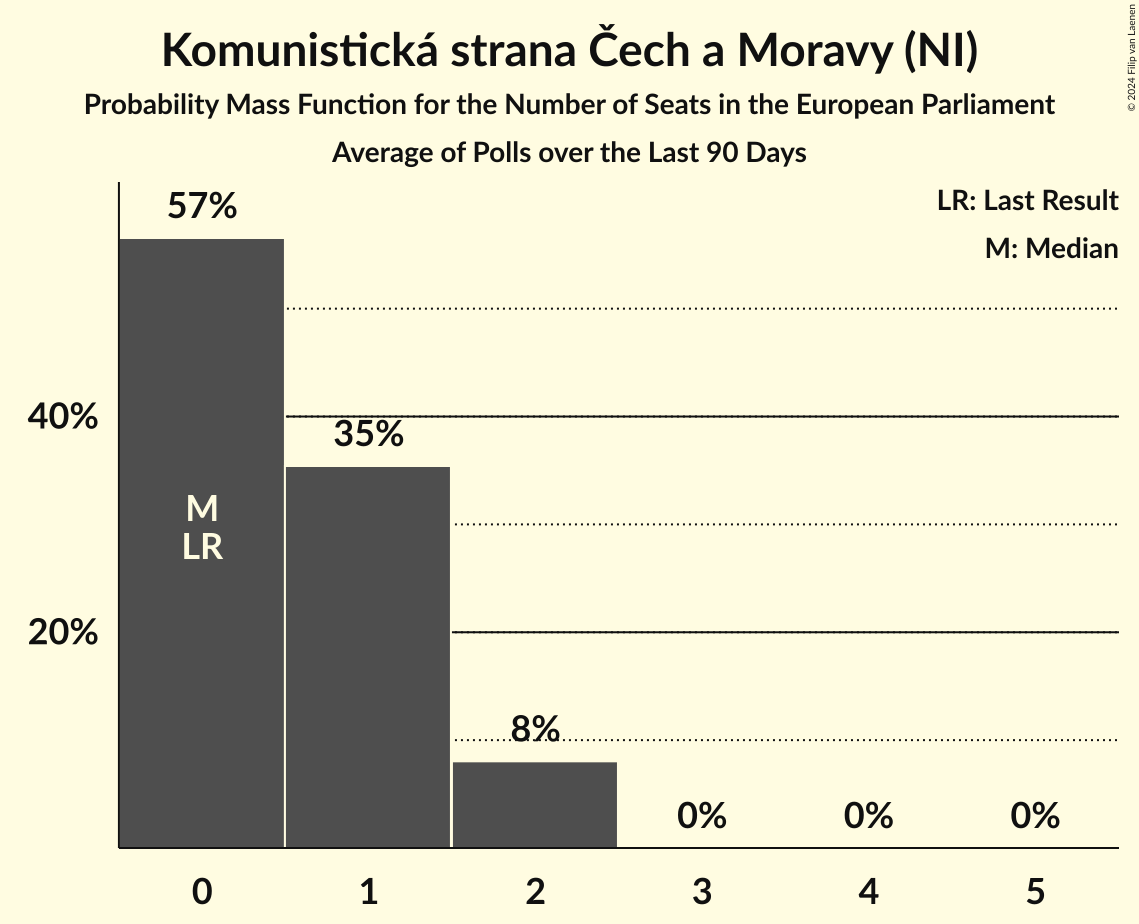 Komunistická strana Čech a Moravy (NI)
Probability Mass Function for the Number of Seats in the European Parliament
Average of Polls over the Last 90 Days
© 2024 Filip van Laenen
LR: Last Result
M: Median
57%
40%
35%
M
LR
20%
8%
0%
0%
0%
0
1
2
3
4
5